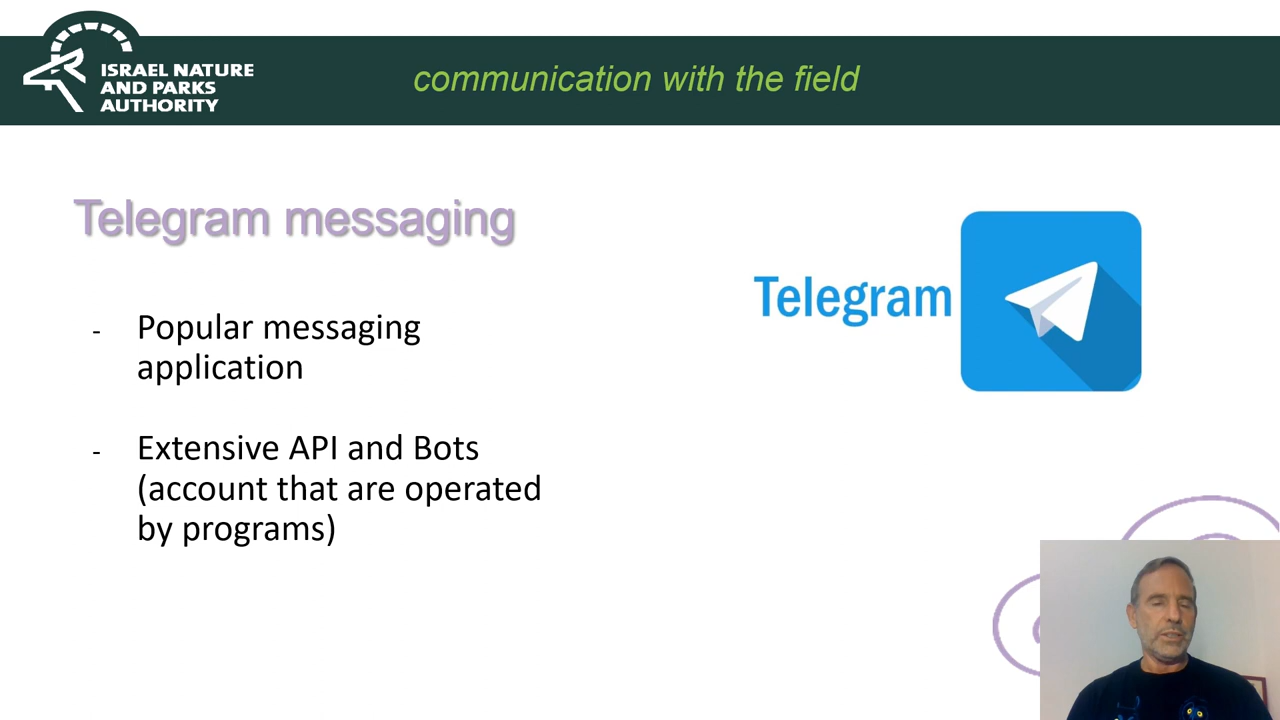 ISRAEL NATURE
AND PARKS
AUTHORITY
communication with the field
Telegram messaging
Telegram
- Popular messaging
application
- Extensive API and Bots
(account that are operated
by programs)